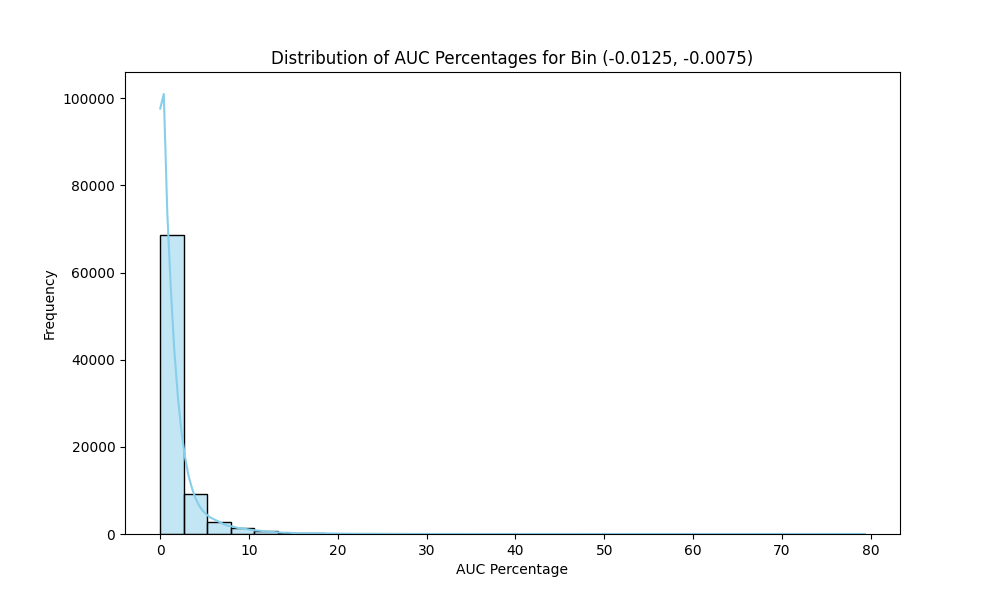 Distribution of AUC Percentages for Bin (-0.0125, -0.0075)
100000
80000
60000
40000
20000
0
Frequency
0 10 20 30 40 50 60 70 80
AUC Percentage